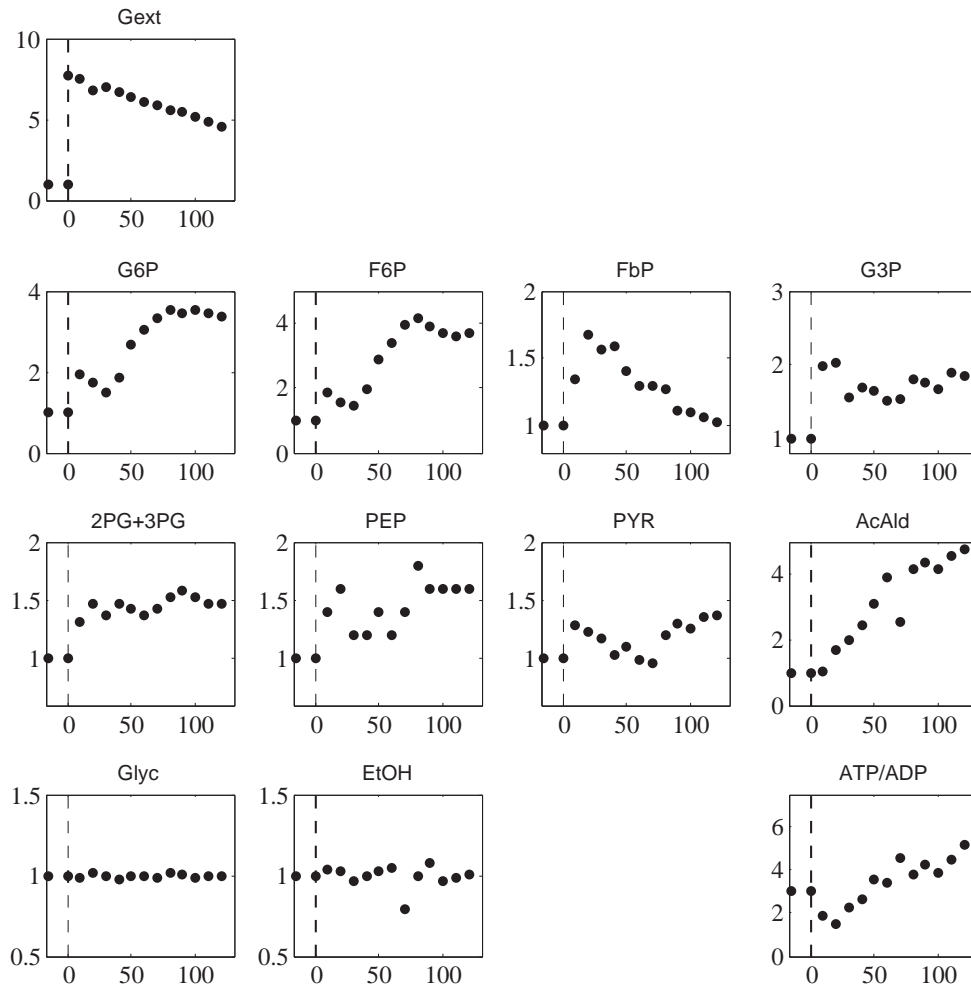 Gext
10
5
0
0 50 100
G6P F6P FbP G3P
4 4 2 3
2 2 1.5 2
0 0 1 1
0 50 100 0 50 100 0 50 100 0 50 100
2PG+3PG PEP PYR AcAld
2 2 2 4
1.5 1.5 1.5 2
1 1 1 0
0 50 100 0 50 100 0 50 100 0 50 100
Glyc EtOH ATP/ADP
1.5 1.5 6
1 1 4
0.5 0.5 2
0
0 50 100 0 50 100 0 50 100